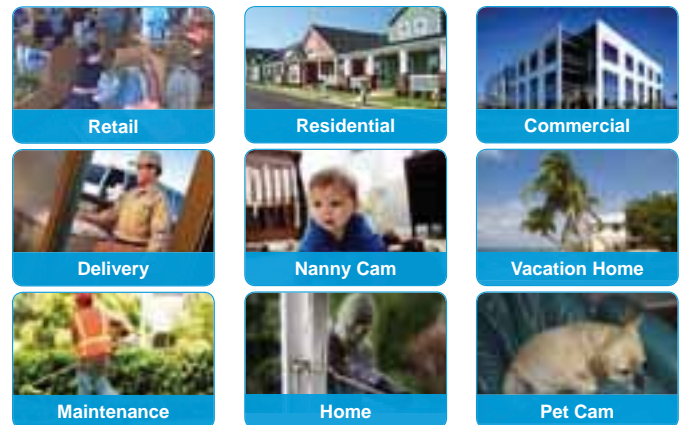 Retail
Residential
Commercial
Delivery
Nanny Cam
Vacation Home
Maintenance
Home
Pet Cam